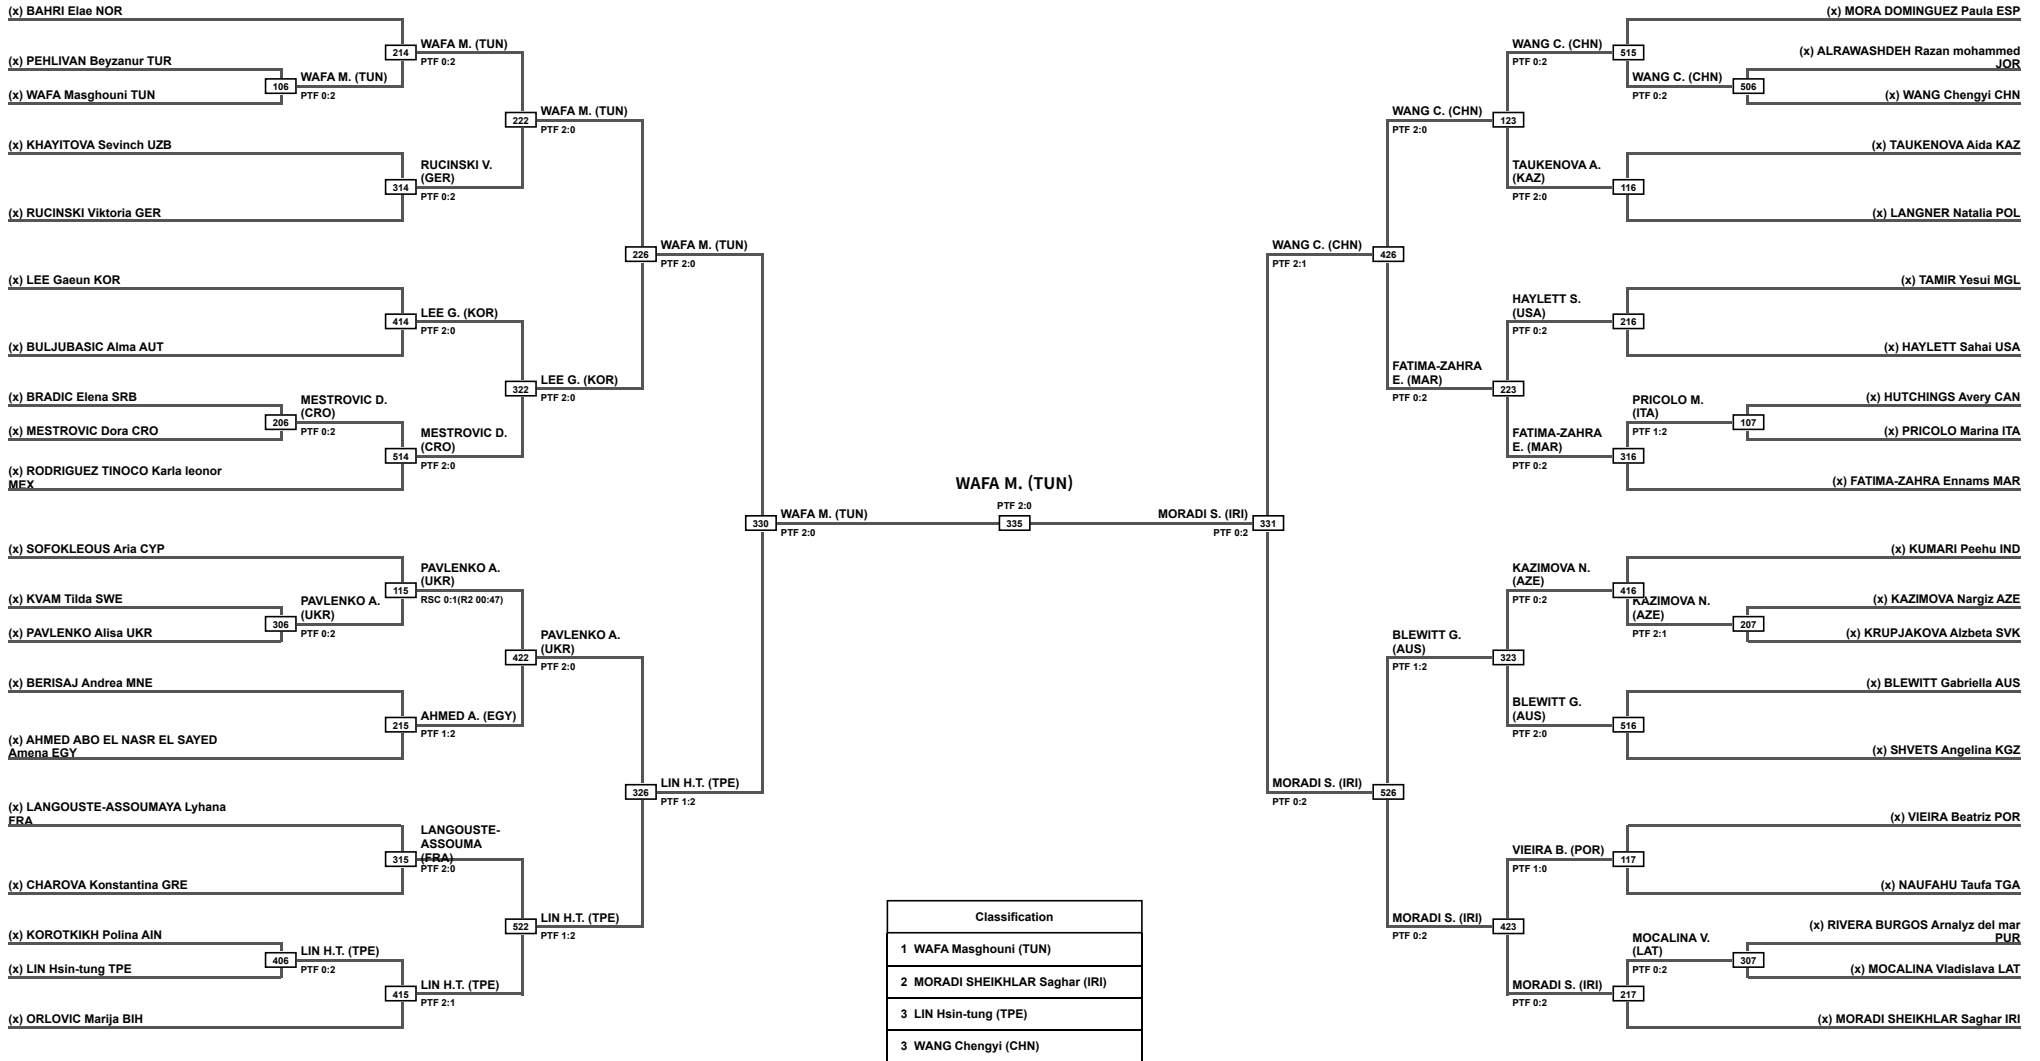 (x) BAHRI Elae NOR
(x) PEHLIVAN Beyzanur TUR
(x) WAFA Masghouni TUN
(x) KHAYITOVA Sevinch UZB
(x) RUCINSKI Viktoria GER
(x) LEE Gaeun KOR
(x) BULJUBASIC Alma AUT
(x) BRADIC Elena SRB
(x) MESTROVIC Dora CRO
(x) RODRIGUEZ TINOCO Karla leonor
MEX
(x) SOFOKLEOUS Aria CYP
(x) KVAM Tilda SWE
(x) PAVLENKO Alisa UKR
(x) BERISAJ Andrea MNE
(x) AHMED ABO EL NASR EL SAYED
Amena EGY
(x) LANGOUSTE-ASSOUMAYA Lyhana
FRA
(x) CHAROVA Konstantina GRE
(x) KOROTKIKH Polina AIN
(x) LIN Hsin-tung TPE
(x) ORLOVIC Marija BIH
106
WAFA M. (TUN)
PTF 0:2
206
MESTROVIC D.
(CRO)
PTF 0:2
306
PAVLENKO A.
(UKR)
PTF 0:2
406
LIN H.T. (TPE)
PTF 0:2
214
WAFA M. (TUN)
PTF 0:2
314
RUCINSKI V.
(GER)
PTF 0:2
414
LEE G. (KOR)
PTF 2:0
514
MESTROVIC D.
(CRO)
PTF 2:0
115
PAVLENKO A.
(UKR)
RSC 0:1(R2 00:47)
215
AHMED A. (EGY)
PTF 1:2
315
LANGOUSTE-
ASSOUMA
(FRA)
PTF 2:0
415
LIN H.T. (TPE)
PTF 2:1
222
WAFA M. (TUN)
PTF 2:0
322
LEE G. (KOR)
PTF 2:0
422
PAVLENKO A.
(UKR)
PTF 2:0
522
LIN H.T. (TPE)
PTF 1:2
226
WAFA M. (TUN)
PTF 2:0
326
LIN H.T. (TPE)
PTF 1:2
330
WAFA M. (TUN)
PTF 2:0
WAFA M. (TUN)
PTF 2:0
335
MORADI S. (IRI)
PTF 0:2
331
WANG C. (CHN)
PTF 2:1
426
MORADI S. (IRI)
PTF 0:2
526
WANG C. (CHN)
PTF 2:0
123
FATIMA-ZAHRA
E. (MAR)
PTF 0:2
223
BLEWITT G.
(AUS)
PTF 1:2
323
MORADI S. (IRI)
PTF 0:2
423
WANG C. (CHN)
PTF 0:2
515
TAUKENOVA A.
(KAZ)
PTF 2:0
116
HAYLETT S.
(USA)
PTF 0:2
216
FATIMA-ZAHRA
E. (MAR)
PTF 0:2
316
KAZIMOVA N.
(AZE)
PTF 0:2
416
BLEWITT G.
(AUS)
PTF 2:0
516
VIEIRA B. (POR)
PTF 1:0
117
MORADI S. (IRI)
PTF 0:2
217
WANG C. (CHN)
PTF 0:2
506
PRICOLO M.
(ITA)
PTF 1:2
107
KAZIMOVA N.
(AZE)
PTF 2:1
207
MOCALINA V.
(LAT)
PTF 0:2
307
(x) MORA DOMINGUEZ Paula ESP
(x) ALRAWASHDEH Razan mohammed
JOR
(x) WANG Chengyi CHN
(x) TAUKENOVA Aida KAZ
(x) LANGNER Natalia POL
(x) TAMIR Yesui MGL
(x) HAYLETT Sahai USA
(x) HUTCHINGS Avery CAN
(x) PRICOLO Marina ITA
(x) FATIMA-ZAHRA Ennams MAR
(x) KUMARI Peehu IND
(x) KAZIMOVA Nargiz AZE
(x) KRUPJAKOVA Alzbeta SVK
(x) BLEWITT Gabriella AUS
(x) SHVETS Angelina KGZ
(x) VIEIRA Beatriz POR
(x) NAUFAHU Taufa TGA
(x) RIVERA BURGOS Arnalyz del mar
PUR
(x) MOCALINA Vladislava LAT
(x) MORADI SHEIKHLAR Saghar IRI
Classification
1 WAFA Masghouni (TUN)
2 MORADI SHEIKHLAR Saghar (IRI)
3 LIN Hsin-tung (TPE)
3 WANG Chengyi (CHN)